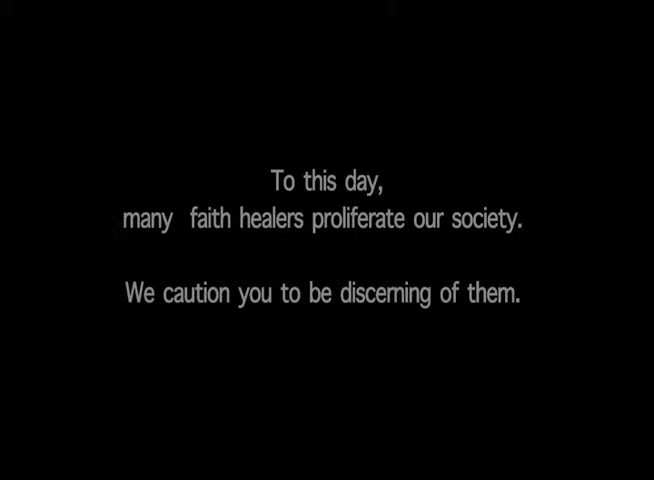 To this day,
many faith healers proliferate our society.
We caution you to be discerning of them.